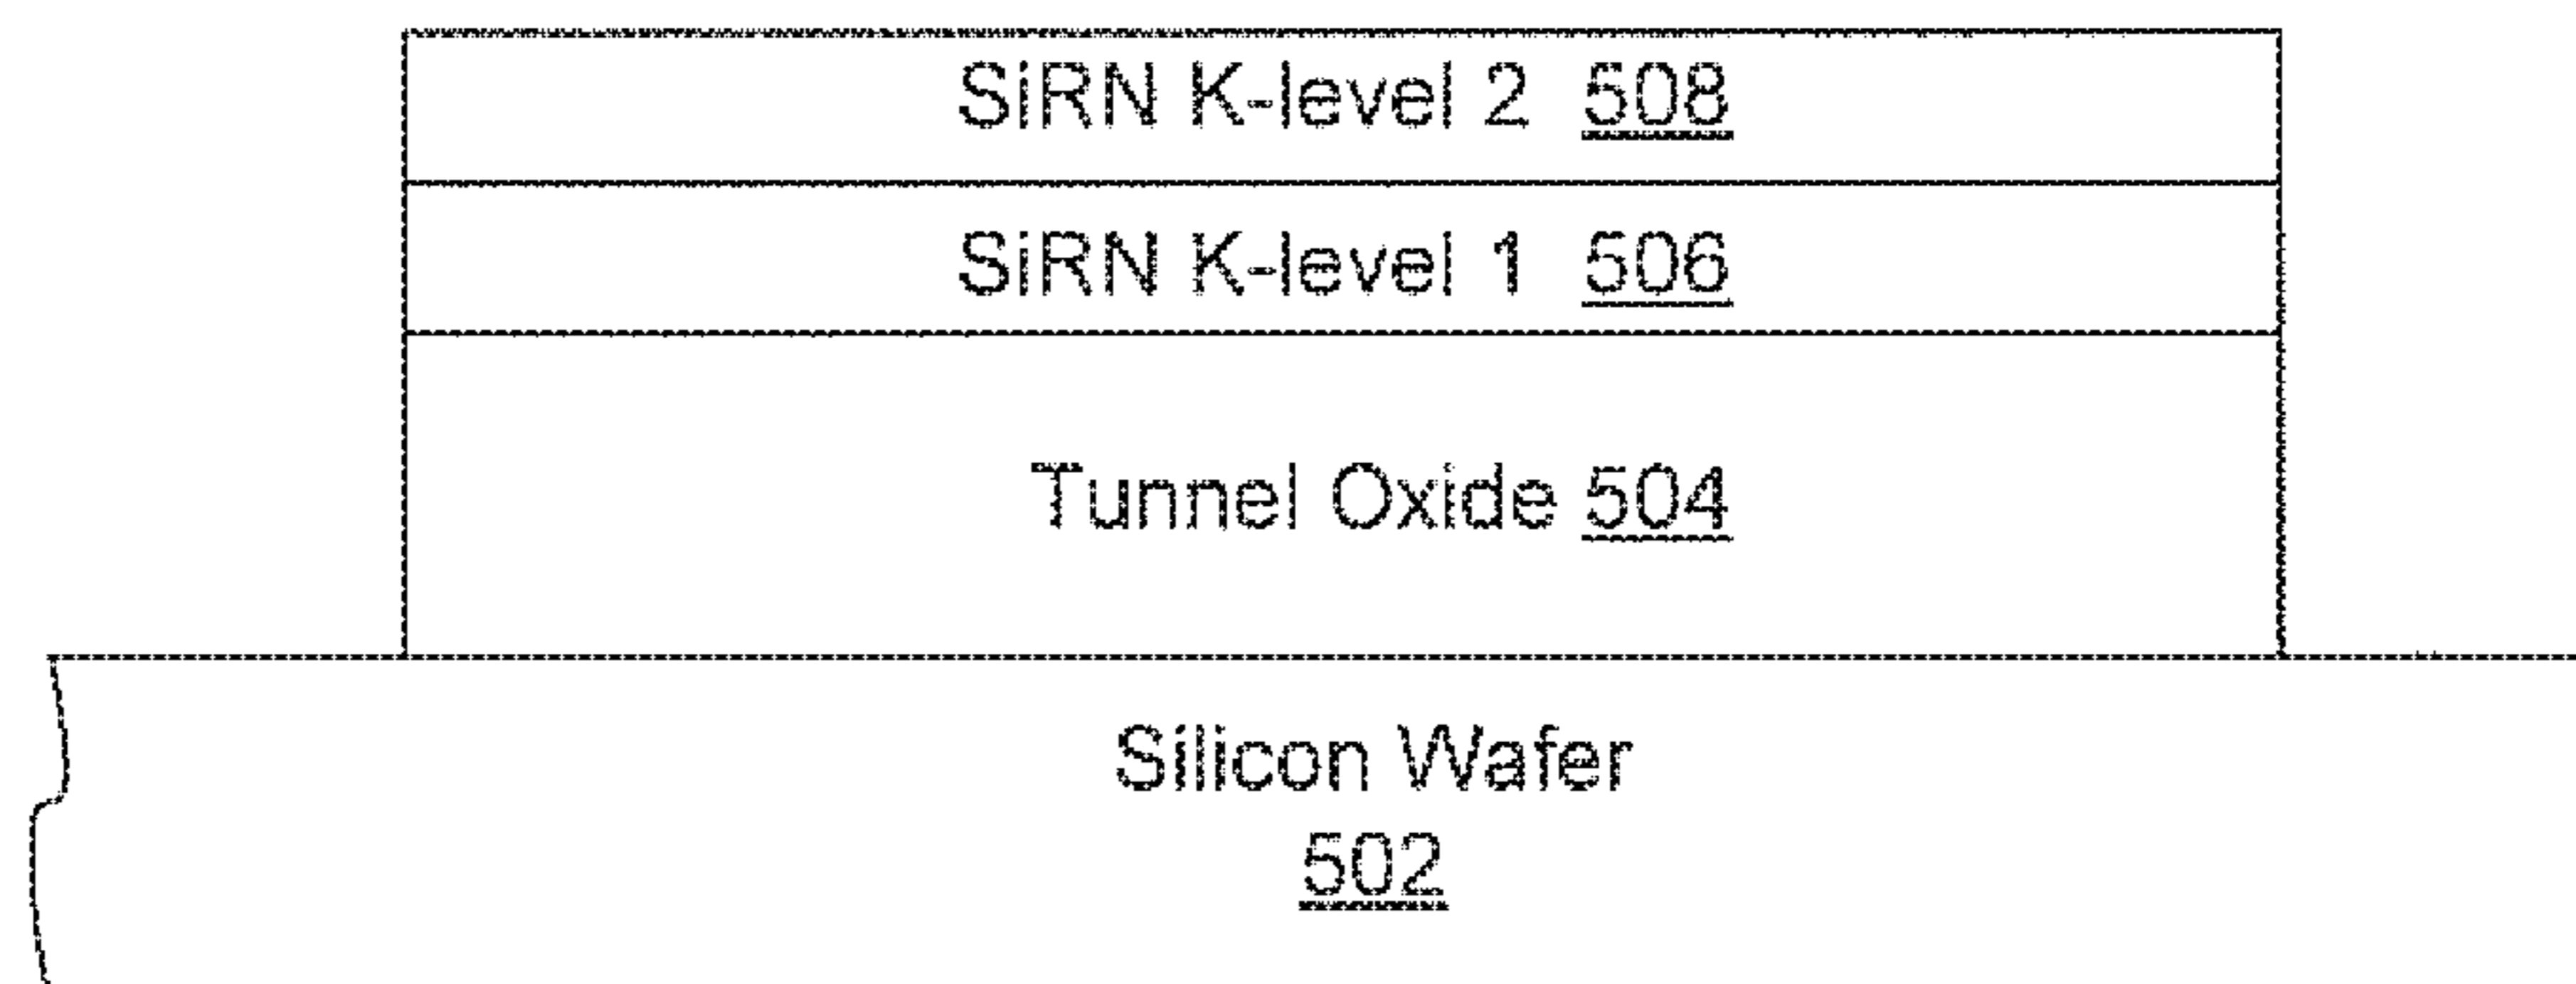 SiRN K-level 2 508
SiRN K-level 1 506
Tunnel Oxide 504
Silicon Wafer
502